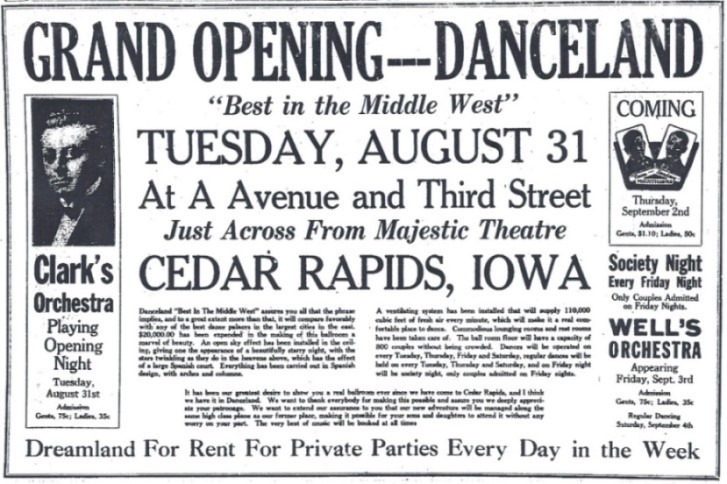 GRAND OPENING---DANCELAND
"Best in the Middle West"
TUESDAY, AUGUST 31
At A Avenue and Third Street
Just Across From Majestic Theatre
CEDAR RAPIDS, IOWA
Clark's
Orchestra
Playing
Opening
Night
Tuesday,
August 31st
Admission
Gents, 75c; Ladies, 35c
Danceland "Best In The Middle West" assures you all that the phrase
implies, and to a great extent more than that, it will compare favorably
with any of the best dance palaces in the largest cities in the east.
$20,000.00 has been expended in the making of this ballroom a
marvel of beauty. An open sky effect has been installed in the ceil-
ing, giving one the appearance of a beautifully starry night, with the
stars twinkling as they do in the heavens above, which has the effect
of a large Spanish court. Everything has been carried out in Spanish
design, with arches and columns.
A ventilating system has been installed that will supply 110,000
cubic feet of fresh air every minute, which will make it a real com-
fortable place to dance. Commodious lounging rooms and rest rooms
have been taken care of. The ball room floor will have a capacity of
800 couples without being crowded. Dances will be operated on
every Tuesday, Thursday, Friday and Saturday, regular dances will be
held on every Tuesday, Thursday and Saturday, and on Friday night
will be society night, only couples admitted on Friday nights.
It has been our greatest desire to show you a real ballroom ever since we have come to Cedar Rapids, and I think
we have it in Danceland. We want to thank everybody for making this possible and assure you we deeply appreci-
ate your patronage. We want to extend our assurance to you that our new adventure will be managed along the
same high class plane as our former place, making it possible for your sons and daughters to attend it without any
worry on your part. The very best of music will be booked at all times
COMING
Thursday,
September 2nd
Admission
Gents, $1.10; Ladies, 50c
Society Night
Every Friday Night
Only Couples Admitted
on Friday Nights.
WELL'S
ORCHESTRA
Appearing
Friday, Sept. 3rd
Admission
Gents, 75c; Ladies, 35c
Regular Dancing
Saturday, September 4th
Dreamland For Rent For Private Parties Every Day in the Week